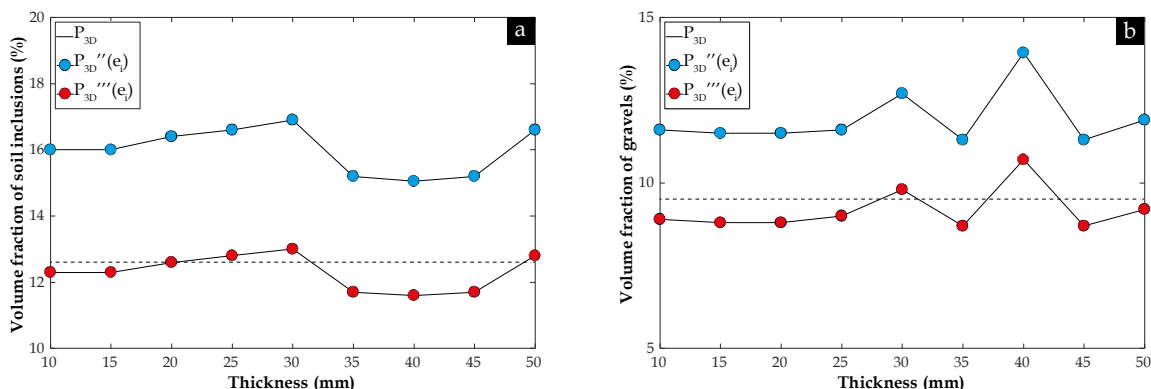 a
P3D
P3D''(ei)
P3D'''(ei)
Volume fraction of soil inclusions (%)
20
18
16
14
12
10
10 15 20 25 30 35 40 45 50
Thickness (mm)
b
P3D
P3D''(ei)
P3D'''(ei)
Volume fraction of gravels (%)
15
10
5
10 15 20 25 30 35 40 45 50
Thickness (mm)